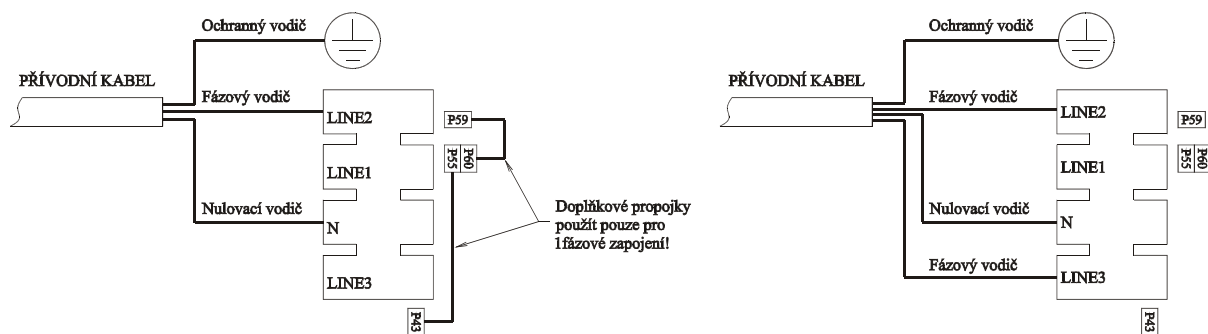 Ochranný vodič
PŘÍVODNÍ KABEL
Fázový vodič
LINE2
P59
P55
P60
LINE1
Nulovací vodič
N
Doplňkové propojky
použít pouze pro
1fázové zapojení!
LINE3
P43
Ochranný vodič
PŘÍVODNÍ KABEL
Fázový vodič
LINE2
P59
P55
P60
LINE1
Nulovací vodič
N
Fázový vodič
LINE3
P43